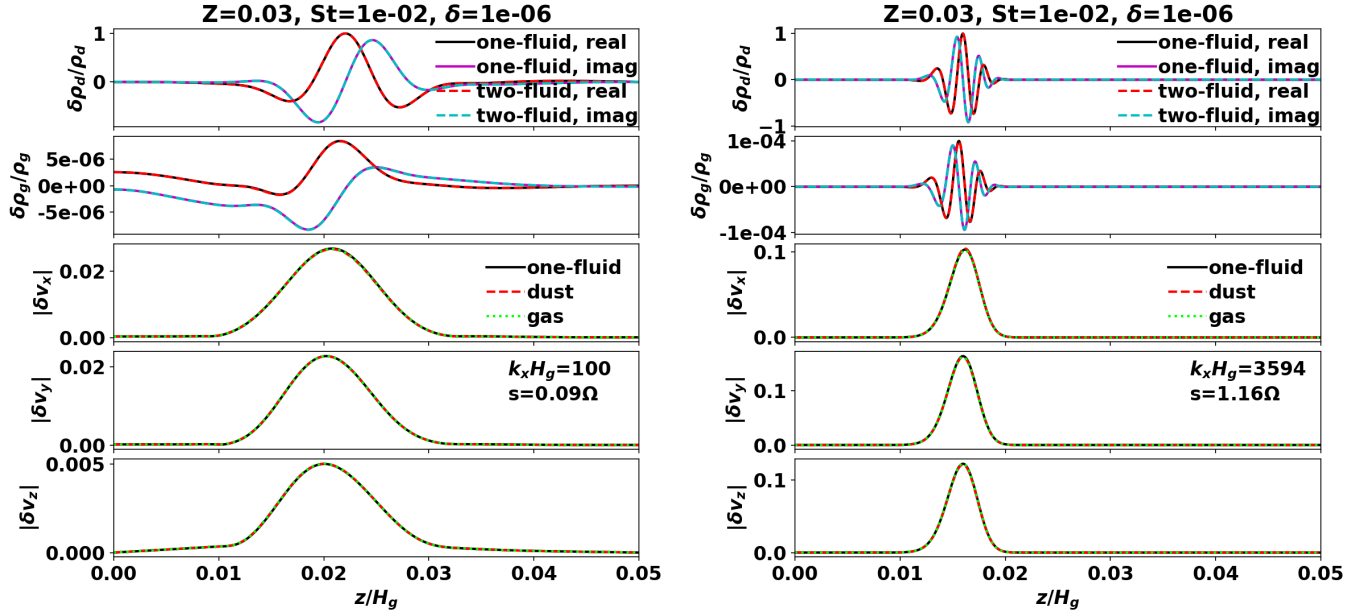 Z=0.03, St=1e-02, δ=1e-06
δρ_d/ρ_d
1
0
one-fluid, real
one-fluid, imag
two-fluid, real
two-fluid, imag
δρ_g/ρ_g
5e-06
0e+00
-5e-06
|δv_x|
0.02
0.00
one-fluid
dust
gas
|δv_y|
0.02
0.00
k_xH_g=100
s=0.09Ω
|δv_z|
0.005
0.000
0.00 0.01 0.02 0.03 0.04 0.05
z/H_g
Z=0.03, St=1e-02, δ=1e-06
δρ_d/ρ_d
1
0
−1
one-fluid, real
one-fluid, imag
two-fluid, real
two-fluid, imag
δρ_g/ρ_g
1e-04
0e+00
-1e-04
|δv_x|
0.1
0.0
one-fluid
dust
gas
|δv_y|
0.1
0.0
k_xH_g=3594
s=1.16Ω
|δv_z|
0.1
0.0
0.00 0.01 0.02 0.03 0.04 0.05
z/H_g